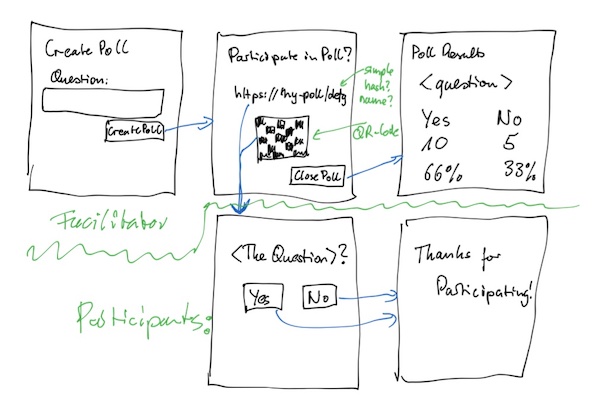 Create Poll
Question:
Create Poll
Participate in Poll?
https://my-poll/defg
simple
hash?
name?
QR-Code
Close Poll
Poll Results
<question>
Yes No
10 5
66% 33%
Facilitator
Participants:
<The Question>?
Yes No
Thanks for
Participating!